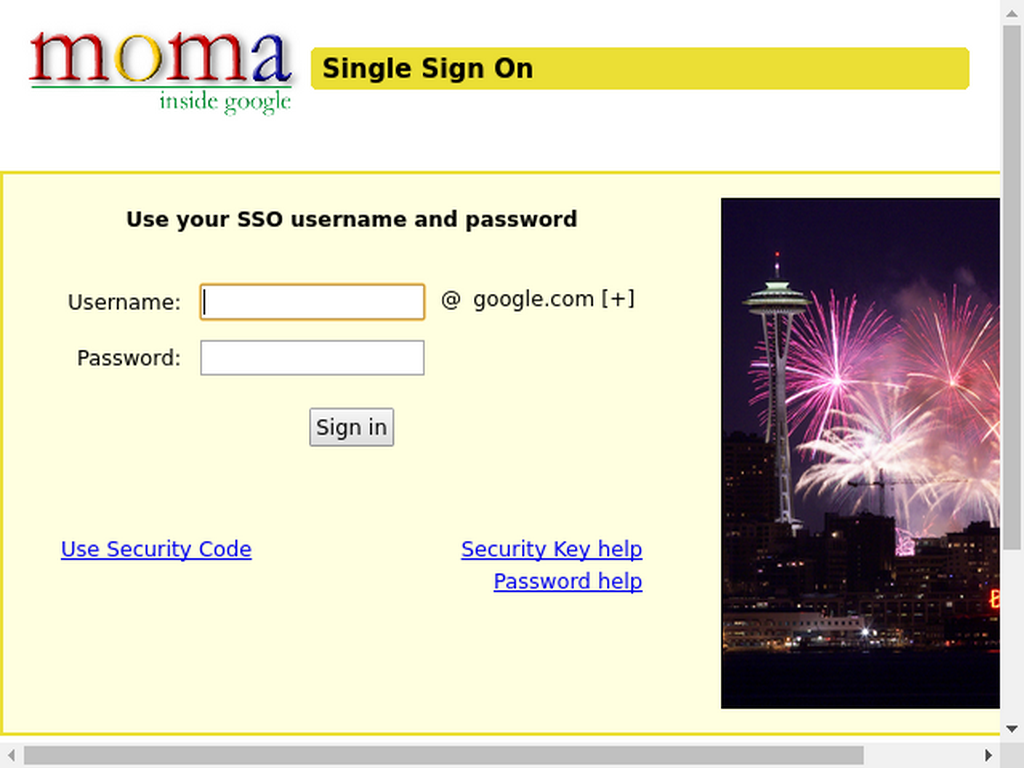 moma
inside google
Single Sign On
Use your SSO username and password
Username:
@ google.com [+]
Password:
Sign in
Use Security Code
Security Key help
Password help